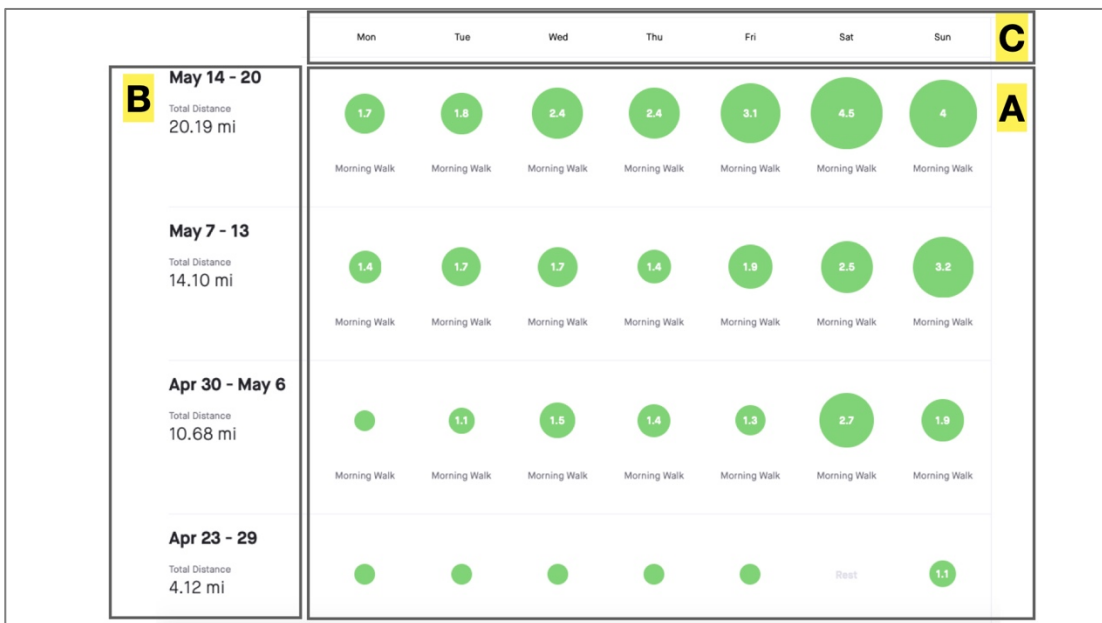 Mon Tue Wed Thu Fri Sat Sun C
B May 14 - 20
Total Distance
20.19 mi
1.7 1.8 2.4 2.4 3.1 4.5 4 A
Morning Walk Morning Walk Morning Walk Morning Walk Morning Walk Morning Walk Morning Walk
May 7 - 13
Total Distance
14.10 mi
1.4 1.7 1.7 1.4 1.9 2.5 3.2
Morning Walk Morning Walk Morning Walk Morning Walk Morning Walk Morning Walk Morning Walk
Apr 30 - May 6
Total Distance
10.68 mi
1.1 1.5 1.4 1.3 2.7 1.9
Morning Walk Morning Walk Morning Walk Morning Walk Morning Walk Morning Walk Morning Walk
Apr 23 - 29
Total Distance
4.12 mi
Rest 1.1